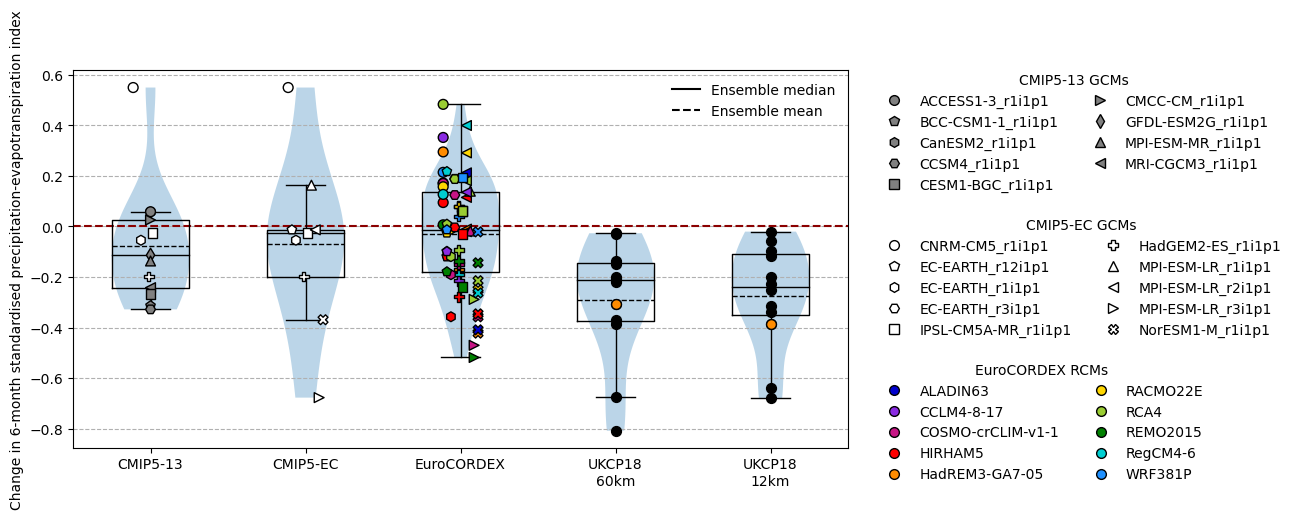 Change in 6-month standardised precipitation-evapotranspiration index
0.6
0.4
0.2
0.0
−0.2
−0.4
−0.6
−0.8
CMIP5-13
CMIP5-EC
EuroCORDEX
UKCP18
60km
UKCP18
12km
Ensemble median
Ensemble mean
CMIP5-13 GCMs
ACCESS1-3_r1i1p1
BCC-CSM1-1_r1i1p1
CanESM2_r1i1p1
CCSM4_r1i1p1
CESM1-BGC_r1i1p1
CMCC-CM_r1i1p1
GFDL-ESM2G_r1i1p1
MPI-ESM-MR_r1i1p1
MRI-CGCM3_r1i1p1
CMIP5-EC GCMs
CNRM-CM5_r1i1p1
EC-EARTH_r12i1p1
EC-EARTH_r1i1p1
EC-EARTH_r3i1p1
IPSL-CM5A-MR_r1i1p1
HadGEM2-ES_r1i1p1
MPI-ESM-LR_r1i1p1
MPI-ESM-LR_r2i1p1
MPI-ESM-LR_r3i1p1
NorESM1-M_r1i1p1
EuroCORDEX RCMs
ALADIN63
CCLM4-8-17
COSMO-crCLIM-v1-1
HIRHAM5
HadREM3-GA7-05
RACMO22E
RCA4
REMO2015
RegCM4-6
WRF381P